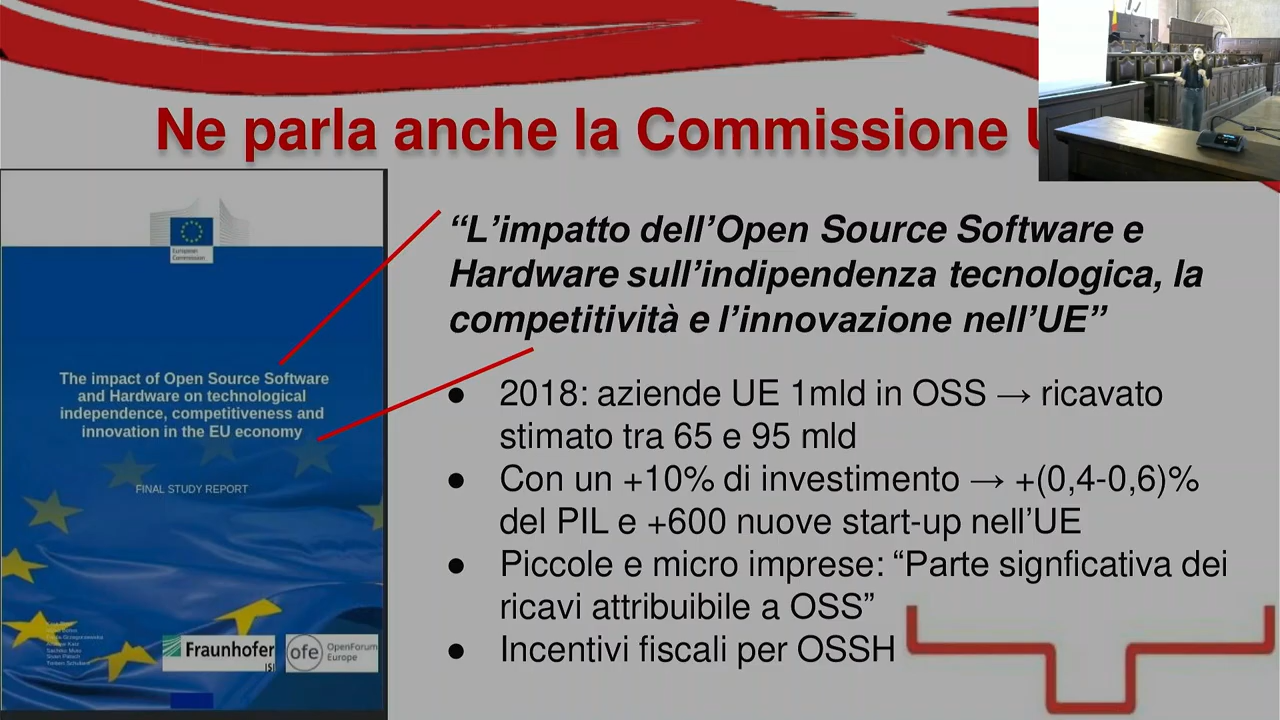 Ne parla anche la Commissione
“L’impatto dell’Open Source Software e
Hardware sull’indipendenza tecnologica, la
competitività e l’innovazione nell’UE”
● 2018: aziende UE 1mld in OSS → ricavato
stimato tra 65 e 95 mld
● Con un +10% di investimento → +(0,4-0,6)%
del PIL e +600 nuove start-up nell’UE
● Piccole e micro imprese: “Parte signficativa dei
ricavi attribuibile a OSS”
● Incentivi fiscali per OSSH
European
Commission
The impact of Open Source Software
and Hardware on technological
independence, competitiveness and
innovation in the EU economy
FINAL STUDY REPORT
Fraunhofer
ISI
ofe OpenForum
Europe